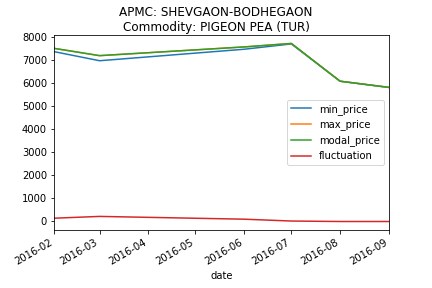 APMC: SHEVGAON-BODHEGAON
Commodity: PIGEON PEA (TUR)
8000
7000
6000
5000
4000
3000
2000
1000
0
min_price
max_price
modal_price
fluctuation
2016-02
2016-03
2016-04
2016-05
2016-06
2016-07
2016-08
2016-09
date